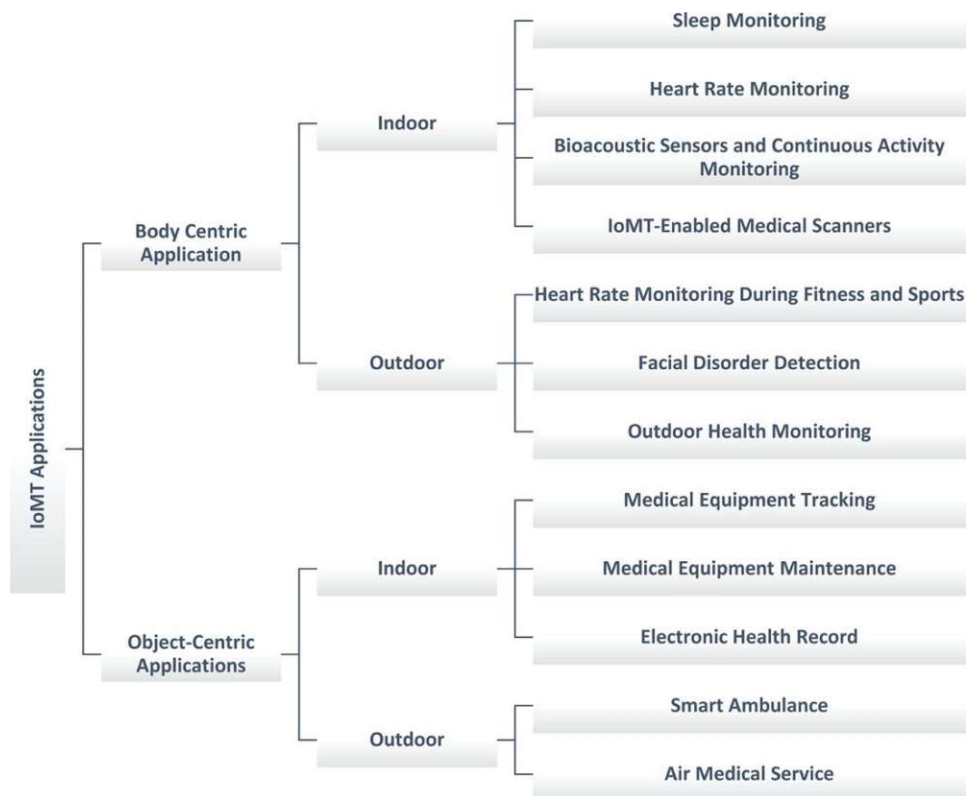 IoMT Applications
Body Centric
Application
Indoor
Sleep Monitoring
Heart Rate Monitoring
Bioacoustic Sensors and Continuous Activity
Monitoring
IoMT-Enabled Medical Scanners
Outdoor
Heart Rate Monitoring During Fitness and Sports
Facial Disorder Detection
Outdoor Health Monitoring
Object-Centric
Applications
Indoor
Medical Equipment Tracking
Medical Equipment Maintenance
Electronic Health Record
Outdoor
Smart Ambulance
Air Medical Service